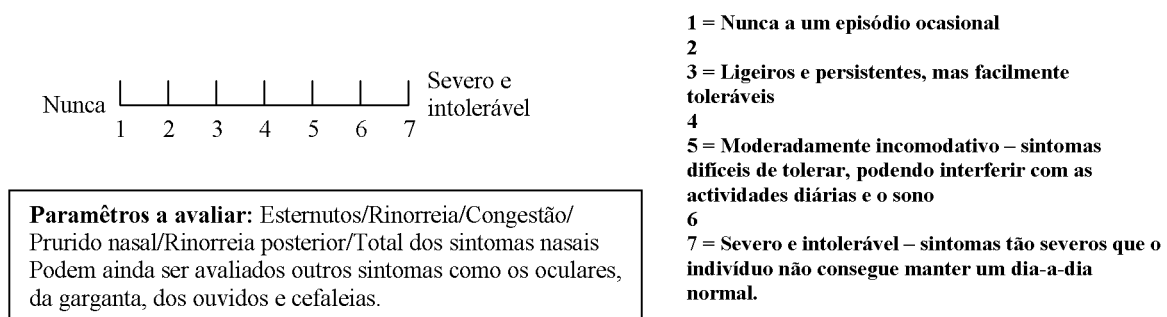 Nunca
1 2 3 4 5 6 7
Severo e
intolerável
Paramêtros a avaliar: Esternutos/Rinorreia/Congestão/
Prurido nasal/Rinorreia posterior/Total dos sintomas nasais
Podem ainda ser avaliados outros sintomas como os oculares,
da garganta, dos ouvidos e cefaleias.
1 = Nunca a um episódio ocasional
2
3 = Ligeiros e persistentes, mas facilmente
toleráveis
4
5 = Moderadamente incomodativo – sintomas
difíceis de tolerar, podendo interferir com as
actividades diárias e o sono
6
7 = Severo e intolerável – sintomas tão severos que o
indivíduo não consegue manter um dia-a-dia
normal.